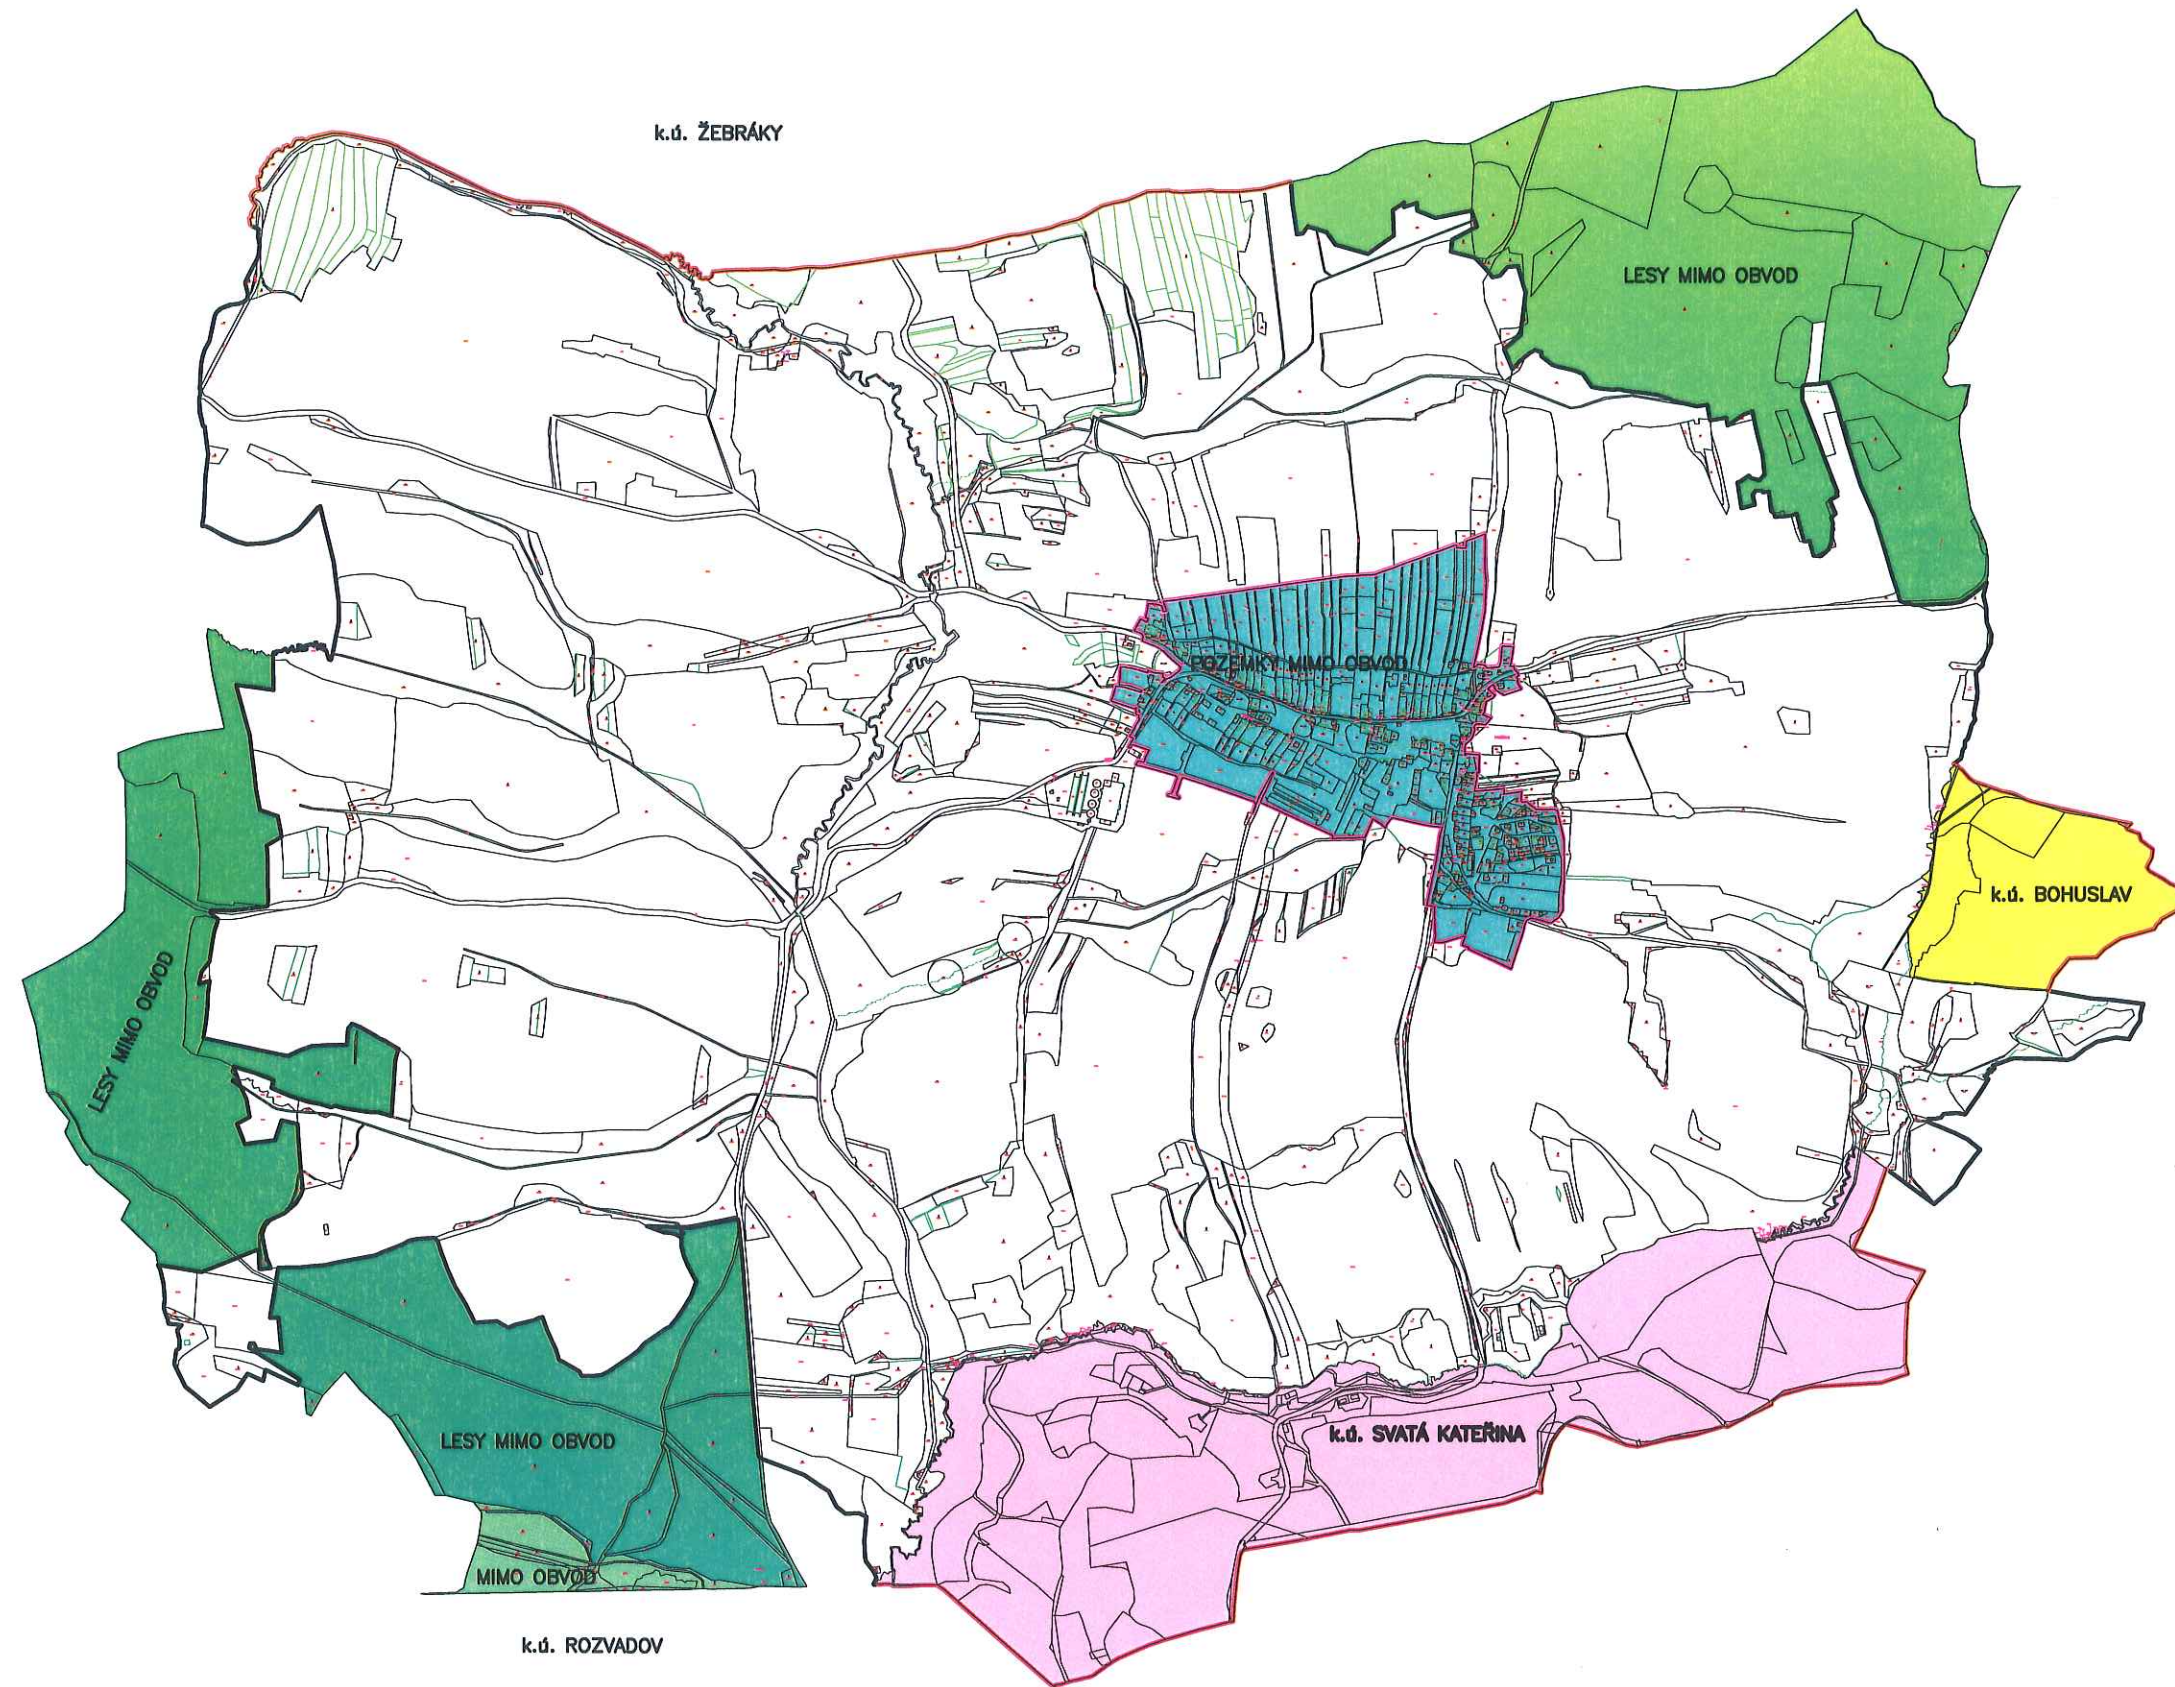 k.ú. ŽEBRÁKY
LESY MIMO OBVOD
POZEMKY MIMO OBVOD
k.ú. BOHUSLAV
LESY MIMO OBVOD
k.ú. SVATÁ KATEŘINA
LESY MIMO OBVOD
MIMO OBVOD
k.ú. ROZVADOV